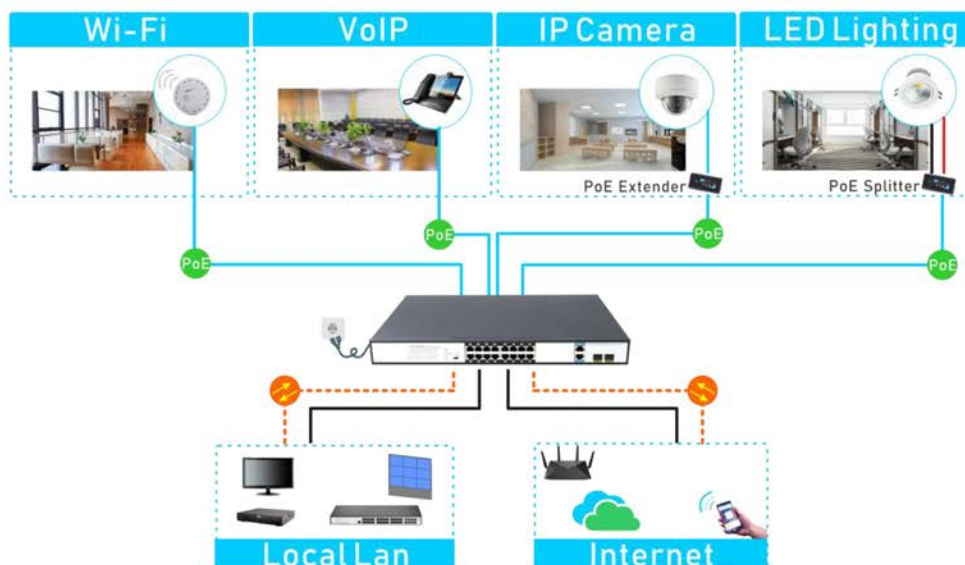 Wi-Fi
VoIP
IP Camera
LED Lighting
PoE Extender
PoE Splitter
PoE
PoE
PoE
PoE
Local Lan
Internet